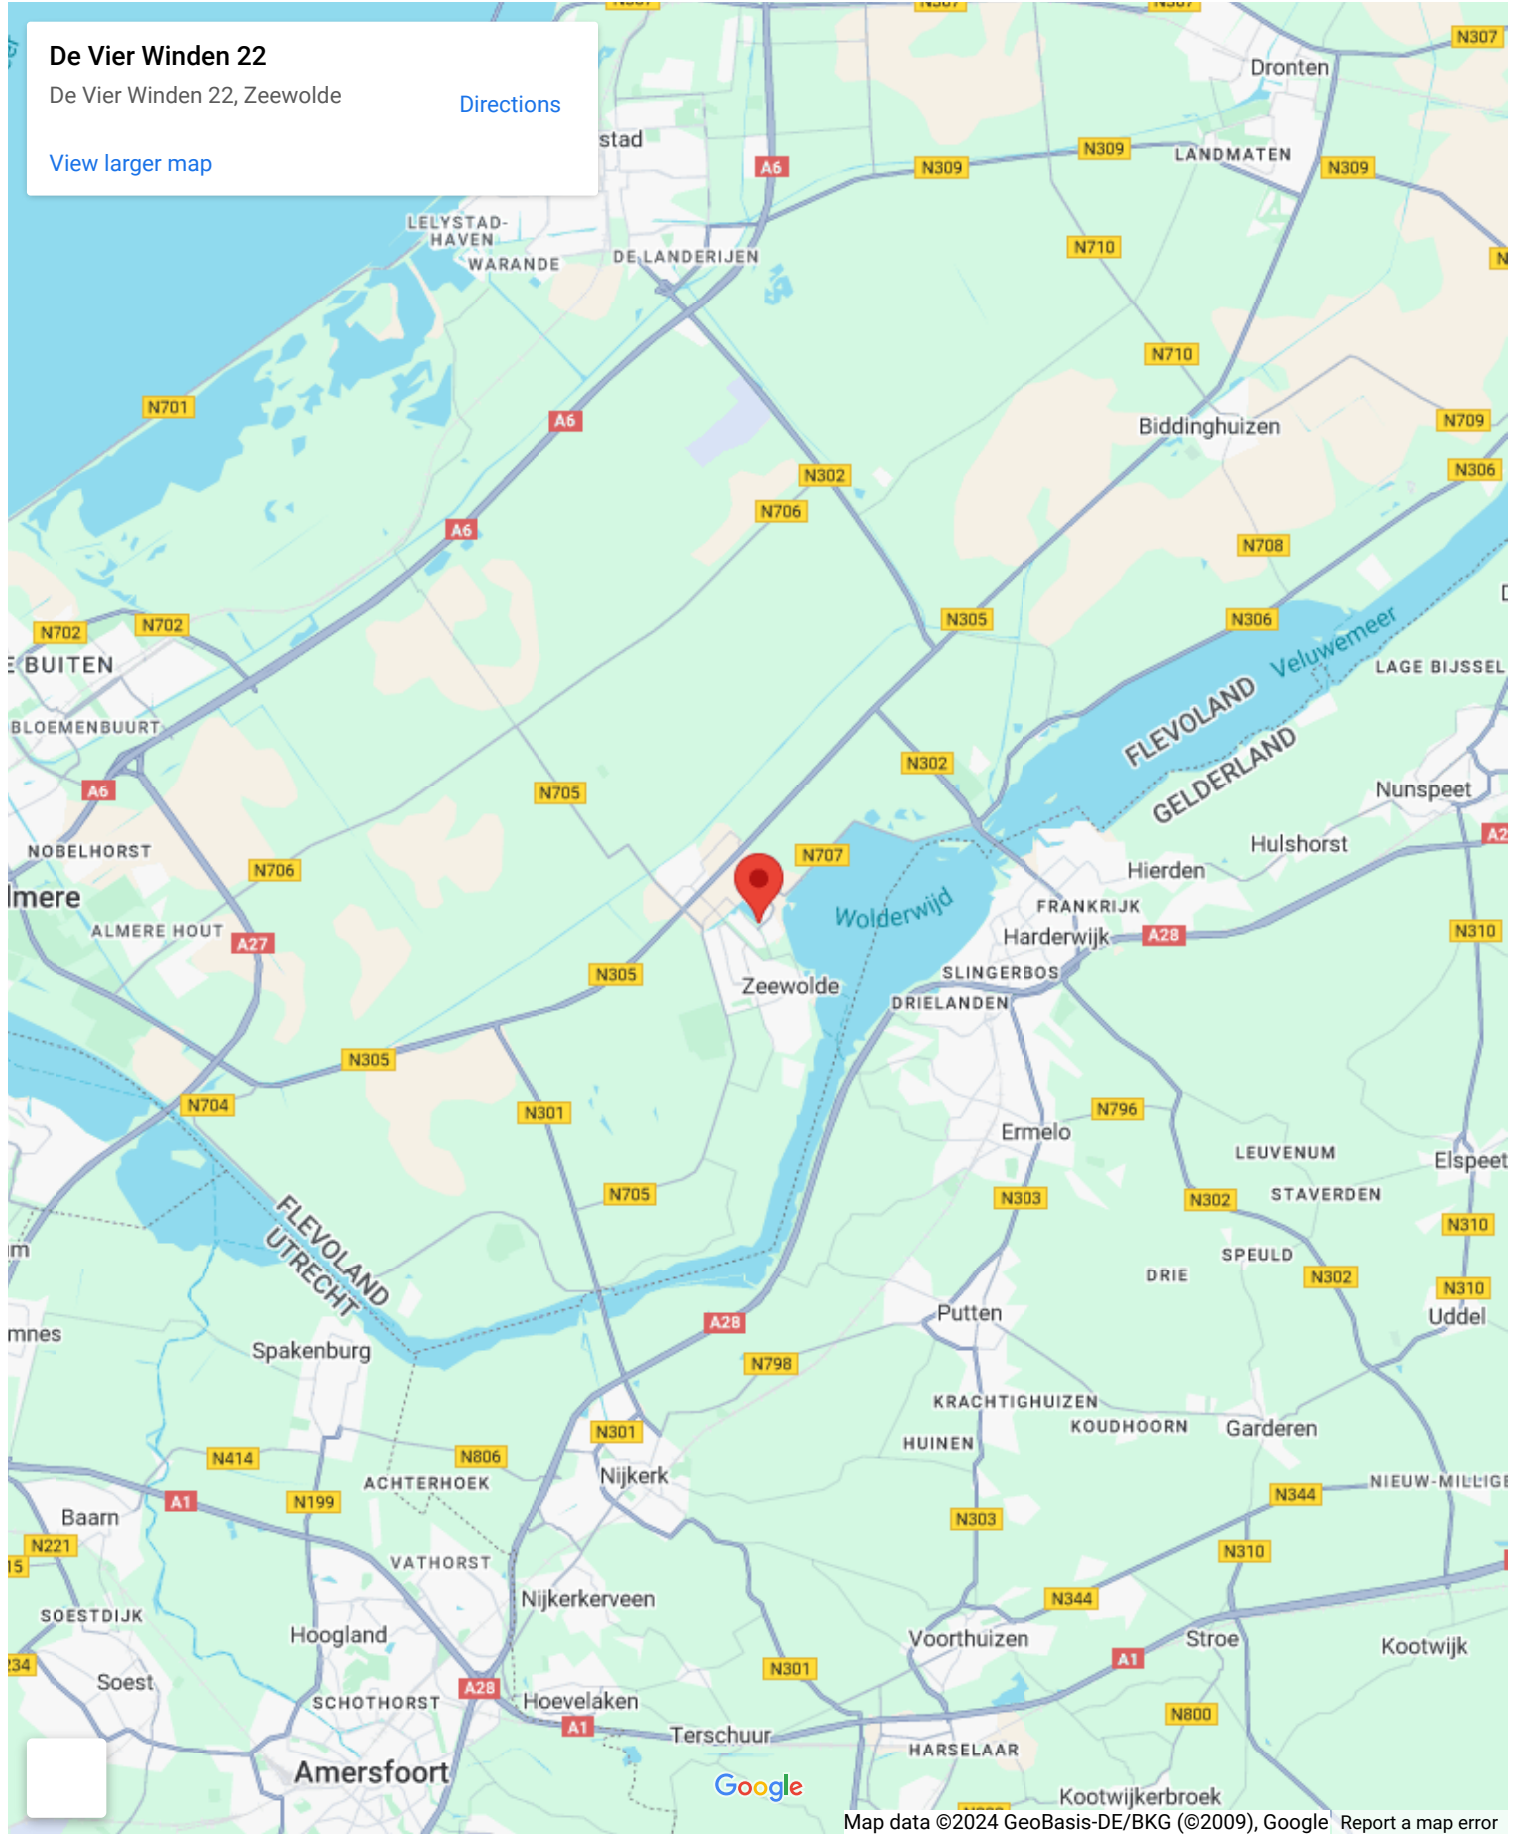 De Vier Winden 22
De Vier Winden 22, Zeewolde
Directions
View larger map
N307
Dronten
stad
A6
N309
N309
LANDMATEN
N309
LELYSTAD-
HAVEN
WARANDE
DE LANDERIJEN
N710
N710
N701
A6
Biddinghuizen
N709
N302
N306
N706
A6
N708
N305
N306
N702
N702
Veluwemeer
BUITEN
LAGE BIJSSEL
FLEVOLAND
BLOEMENBUURT
GELDERLAND
N302
A6
N705
Nunspeet
NOBELHORST
N707
Hulshorst
N706
Hierden
lmere
Wolderwijd
FRANKRIJK
ALMERE HOUT
A27
Harderwijk
A28
N310
N305
SLINGERBOS
Zeewolde
DRIELANDEN
N305
N704
N301
N796
Ermelo
LEUVENUM
Elspeet
N705
N303
N302
STAVERDEN
FLEVOLAND
UTRECHT
N310
SPEULD
DRIE
N302
N310
Putten
Uddel
A28
mnes
Spakenburg
N798
KRACHTIGHUIZEN
KOUDHOORN
Garderen
N301
HUINEN
N414
N806
ACHTERHOEK
Nijkerk
NIEUW-MILLIGE
A1
N199
N344
Baarn
N303
N221
N310
15
VATHORST
Nijkerkerveen
N344
SOESTDIJK
Hoogland
Voorthuizen
Stroe
Kootwijk
234
A1
N301
Soest
A28
SCHOTHORST
Hoevelaken
N800
A1
Terschuur
HARSELAAR
Amersfoort
Google
Kootwijkerbroek
Map data ©2024 GeoBasis-DE/BKG (©2009), Google
Report a map error